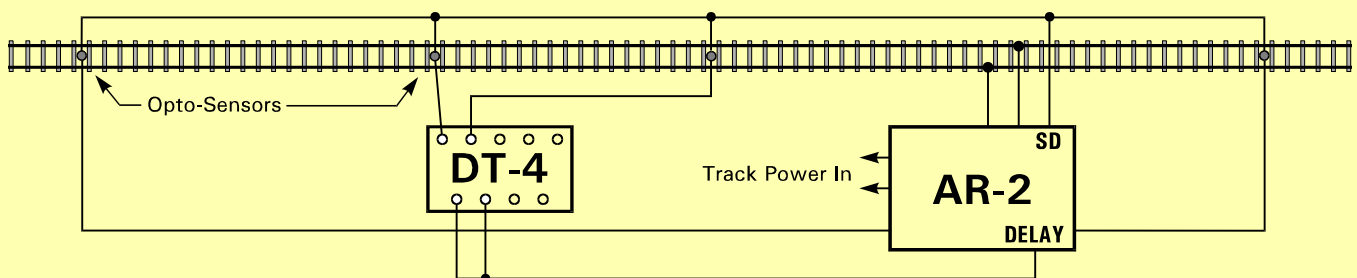 Opto-Sensors
DT-4
Track Power In
SD
AR-2
DELAY